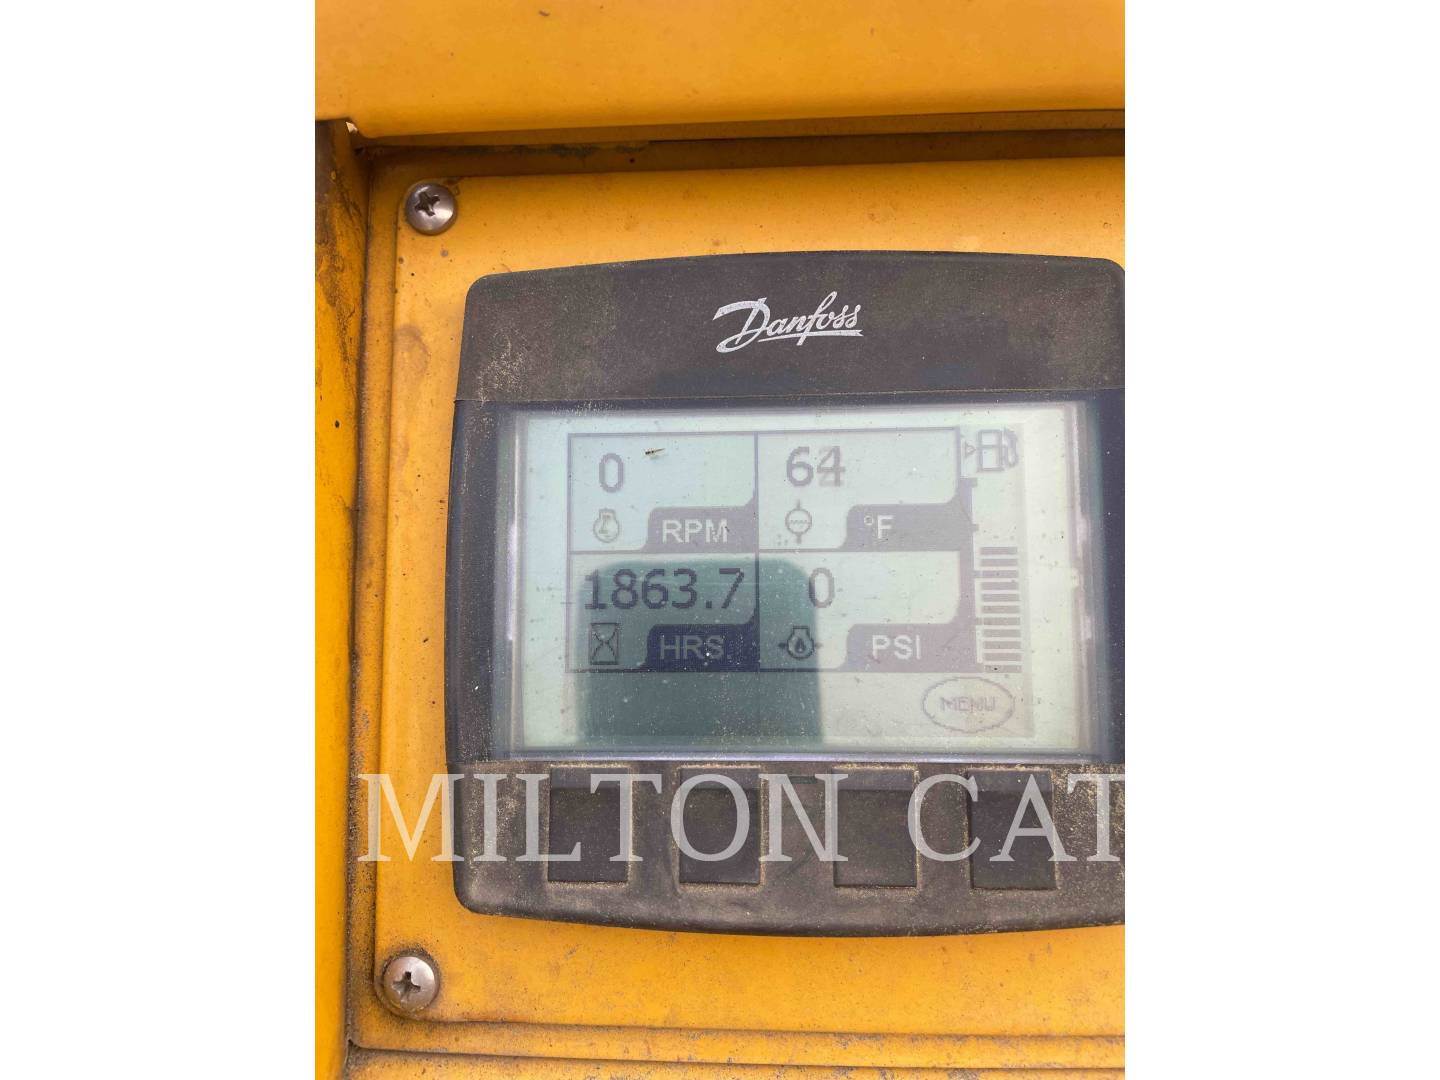 Danfoss
0
RPM
64
°F
1863.7
HRS
0
PSI
MENU
MILTON CAT